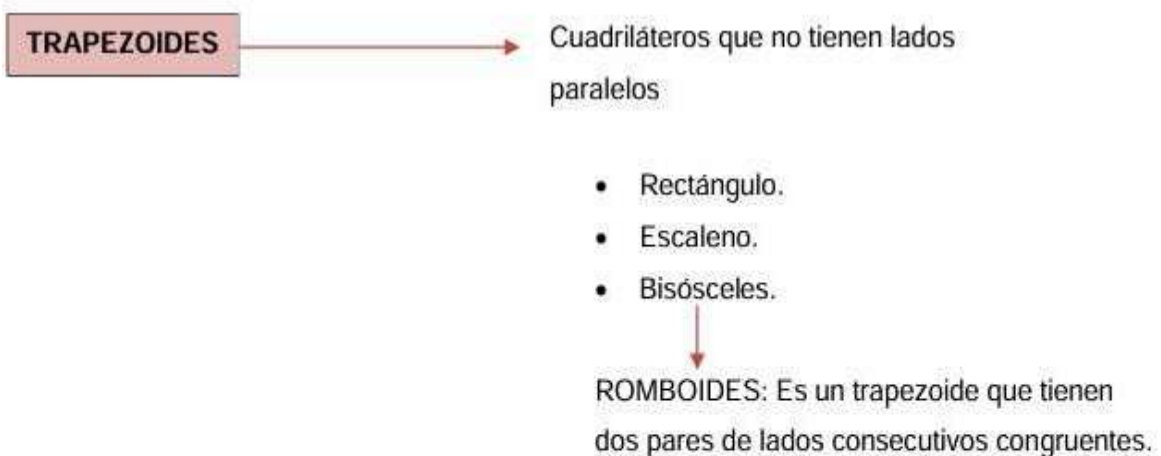 TRAPEZOIDES
Cuadriláteros que no tienen lados
paralelos
• Rectángulo.
• Escaleno.
• Bisósceles.
ROMBOIDES: Es un trapezoide que tienen
dos pares de lados consecutivos congruentes.